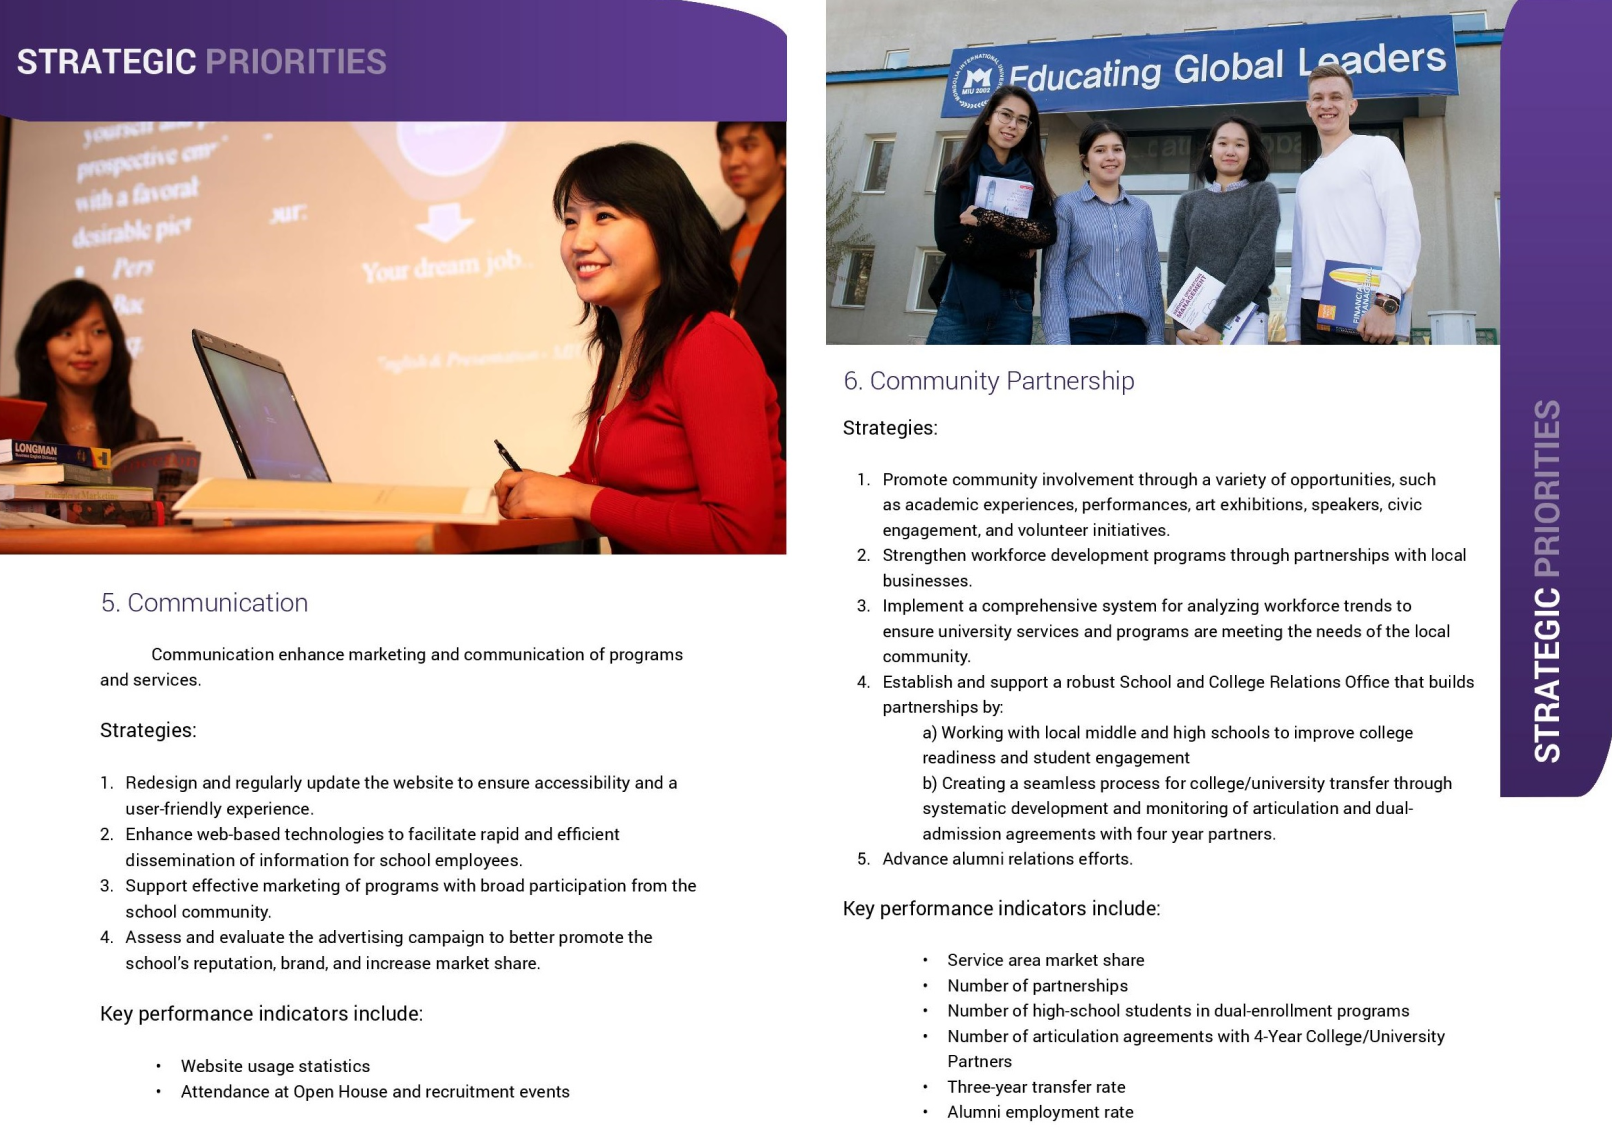 STRATEGIC PRIORITIES
prospective
with a
desirable
Your dream job..
English & Presentation -
LONGMAN
5. Communication
Communication enhance marketing and communication of programs
and services.
Strategies:
1. Redesign and regularly update the website to ensure accessibility and a
user-friendly experience.
2. Enhance web-based technologies to facilitate rapid and efficient
dissemination of information for school employees.
3. Support effective marketing of programs with broad participation from the
school community.
4. Assess and evaluate the advertising campaign to better promote the
school’s reputation, brand, and increase market share.
Key performance indicators include:
• Website usage statistics
• Attendance at Open House and recruitment events
MONGOLIA INTERNATIONAL UNIVERSITY
MIU 2002
Educating Global Leaders
MANAGEMENT
FINANCIAL
6. Community Partnership
Strategies:
1. Promote community involvement through a variety of opportunities, such
as academic experiences, performances, art exhibitions, speakers, civic
engagement, and volunteer initiatives.
2. Strengthen workforce development programs through partnerships with local
businesses.
3. Implement a comprehensive system for analyzing workforce trends to
ensure university services and programs are meeting the needs of the local
community.
4. Establish and support a robust School and College Relations Office that builds
partnerships by:
a) Working with local middle and high schools to improve college
readiness and student engagement
b) Creating a seamless process for college/university transfer through
systematic development and monitoring of articulation and dual-
admission agreements with four year partners.
5. Advance alumni relations efforts.
Key performance indicators include:
• Service area market share
• Number of partnerships
• Number of high-school students in dual-enrollment programs
• Number of articulation agreements with 4-Year College/University
Partners
• Three-year transfer rate
• Alumni employment rate
STRATEGIC PRIORITIES